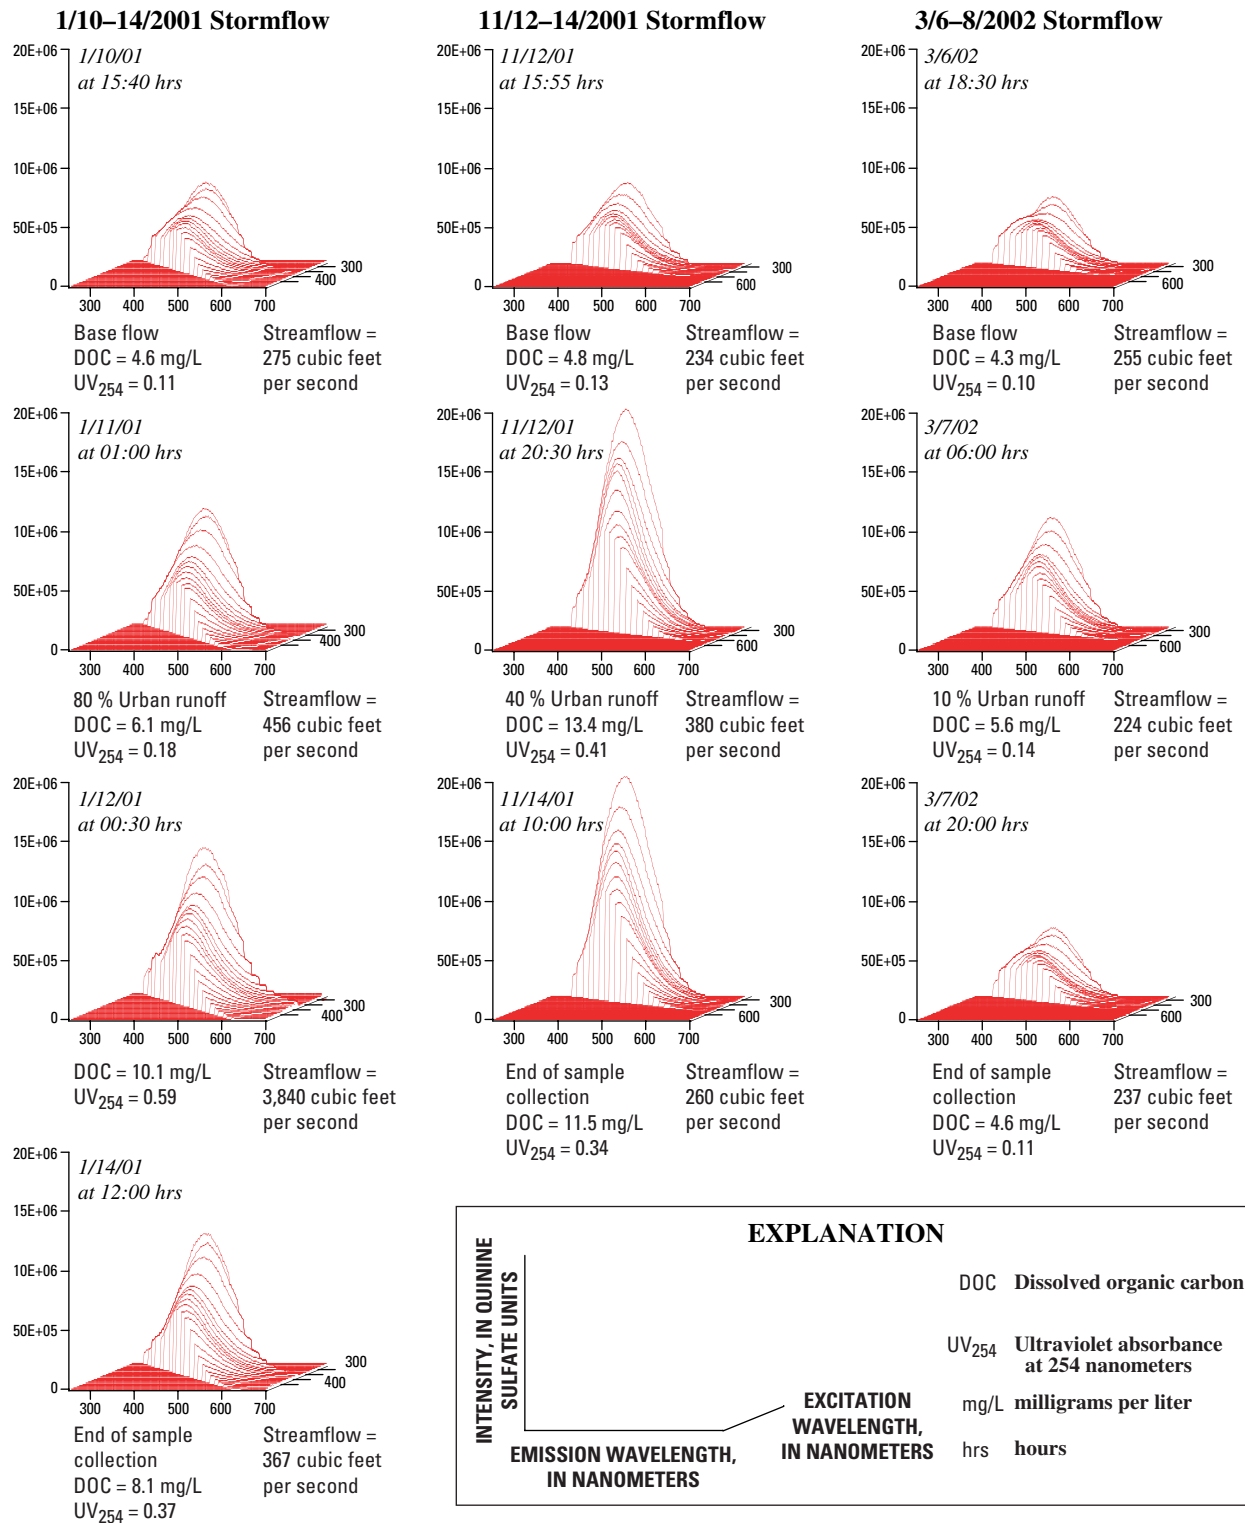 1/10–14/2001 Stormflow
11/12–14/2001 Stormflow
3/6–8/2002 Stormflow
20E+06
15E+06
10E+06
50E+05
0
1/10/01
at 15:40 hrs
300
400
300 400 500 600 700
Base flow
DOC = 4.6 mg/L
UV254 = 0.11
Streamflow =
275 cubic feet
per second
20E+06
15E+06
10E+06
50E+05
0
11/12/01
at 15:55 hrs
300
600
300 400 500 600 700
Base flow
DOC = 4.8 mg/L
UV254 = 0.13
Streamflow =
234 cubic feet
per second
20E+06
15E+06
10E+06
50E+05
0
3/6/02
at 18:30 hrs
300
600
300 400 500 600 700
Base flow
DOC = 4.3 mg/L
UV254 = 0.10
Streamflow =
255 cubic feet
per second
20E+06
15E+06
10E+06
50E+05
0
1/11/01
at 01:00 hrs
300
400
300 400 500 600 700
80 % Urban runoff
DOC = 6.1 mg/L
UV254 = 0.18
Streamflow =
456 cubic feet
per second
20E+06
15E+06
10E+06
50E+05
0
11/12/01
at 20:30 hrs
300
600
300 400 500 600 700
40 % Urban runoff
DOC = 13.4 mg/L
UV254 = 0.41
Streamflow =
380 cubic feet
per second
20E+06
15E+06
10E+06
50E+05
0
3/7/02
at 06:00 hrs
300
600
300 400 500 600 700
10 % Urban runoff
DOC = 5.6 mg/L
UV254 = 0.14
Streamflow =
224 cubic feet
per second
20E+06
15E+06
10E+06
50E+05
0
1/12/01
at 00:30 hrs
300
400
300 400 500 600 700
DOC = 10.1 mg/L
UV254 = 0.59
Streamflow =
3,840 cubic feet
per second
20E+06
15E+06
10E+06
50E+05
0
11/14/01
at 10:00 hrs
300
600
300 400 500 600 700
End of sample
collection
DOC = 11.5 mg/L
UV254 = 0.34
Streamflow =
260 cubic feet
per second
20E+06
15E+06
10E+06
50E+05
0
3/7/02
at 20:00 hrs
300
600
300 400 500 600 700
End of sample
collection
DOC = 4.6 mg/L
UV254 = 0.11
Streamflow =
237 cubic feet
per second
20E+06
15E+06
10E+06
50E+05
0
1/14/01
at 12:00 hrs
300
400
300 400 500 600 700
End of sample
collection
DOC = 8.1 mg/L
UV254 = 0.37
Streamflow =
367 cubic feet
per second
EXPLANATION
INTENSITY, IN QUININE
SULFATE UNITS
EMISSION WAVELENGTH,
IN NANOMETERS
EXCITATION
WAVELENGTH,
IN NANOMETERS
DOC Dissolved organic carbon
UV254 Ultraviolet absorbance
at 254 nanometers
mg/L milligrams per liter
hrs hours